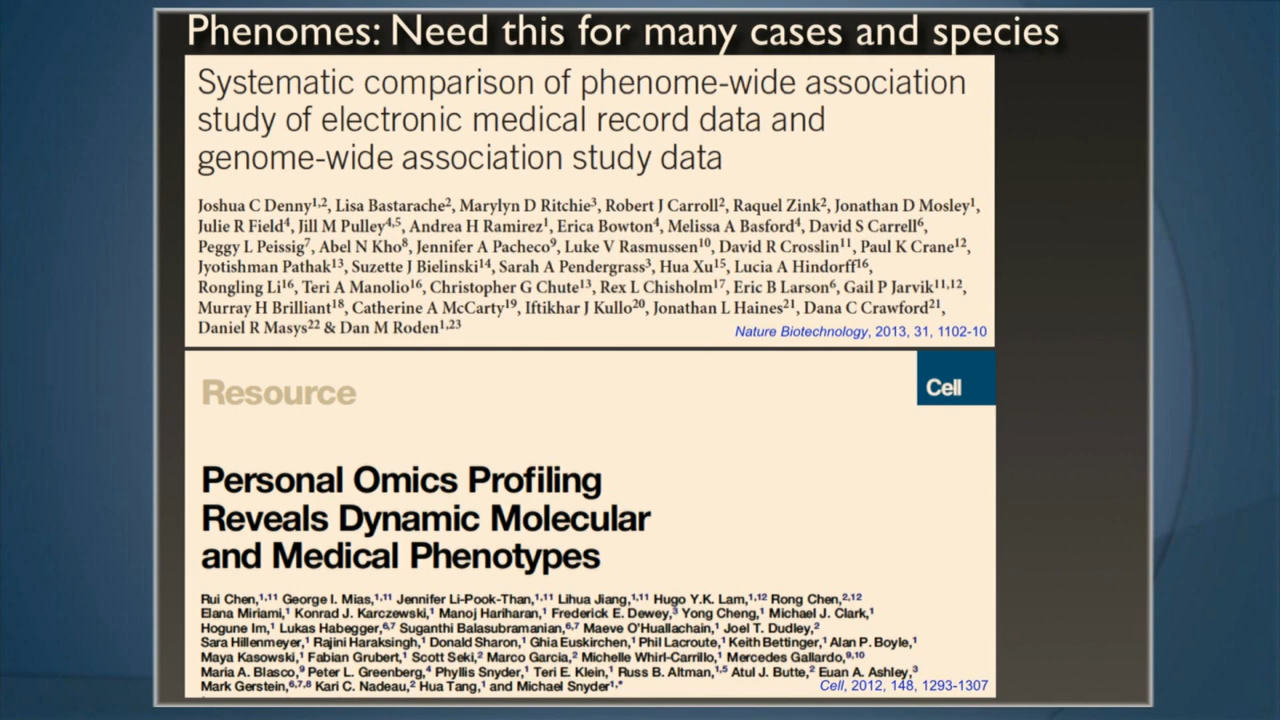 Phenomes: Need this for many cases and species
Systematic comparison of phenome-wide association
study of electronic medical record data and
genome-wide association study data
Joshua C Denny1,2, Lisa Bastarache2, Marylyn D Ritchie3, Robert J Carroll2, Raquel Zink2, Jonathan D Mosley1,
Julie R Field4, Jill M Pulley4,5, Andrea H Ramirez1, Erica Bowton4, Melissa A Basford4, David S Carrell6,
Peggy L Peissig7, Abel N Kho8, Jennifer A Pacheco9, Luke V Rasmussen10, David R Crosslin11, Paul K Crane12,
Jyotishman Pathak13, Suzette J Bielinski14, Sarah A Pendergrass3, Hua Xu15, Lucia A Hindorff16,
Rongling Li16, Teri A Manolio16, Christopher G Chute13, Rex L Chisholm17, Eric B Larson6, Gail P Jarvik11,12,
Murray H Brilliant18, Catherine A McCarty19, Iftikhar J Kullo20, Jonathan L Haines21, Dana C Crawford21,
Daniel R Masys22 & Dan M Roden1,23
Nature Biotechnology, 2013, 31, 1102-10
Resource
Cell
Personal Omics Profiling
Reveals Dynamic Molecular
and Medical Phenotypes
Rui Chen,1,11 George I. Mias,1,11 Jennifer Li-Pook-Than,1,11 Lihua Jiang,1,11 Hugo Y.K. Lam,1,12 Rong Chen,2,12
Elana Miriami,1 Konrad J. Karczewski,1 Manoj Hariharan,1 Frederick E. Dewey,3 Yong Cheng,1 Michael J. Clark,1
Hogune Im,1 Lukas Habegger,6,7 Suganthi Balasubramanian,6,7 Maeve O'Huallachain,1 Joel T. Dudley,2
Sara Hillenmeyer,1 Rajini Haraksingh,1 Donald Sharon,1 Ghia Euskirchen,1 Phil Lacroute,1 Keith Bettinger,1 Alan P. Boyle,1
Maya Kasowski,1 Fabian Grubert,1 Scott Seki,2 Marco Garcia,2 Michelle Whirl-Carrillo,1 Mercedes Gallardo,9,10
Maria A. Blasco,9 Peter L. Greenberg,4 Phyllis Snyder,1 Teri E. Klein,1 Russ B. Altman,1,5 Atul J. Butte,2 Euan A. Ashley,3
Mark Gerstein,6,7,8 Kari C. Nadeau,2 Hua Tang,1 and Michael Snyder1,*
Cell, 2012, 148, 1293-1307